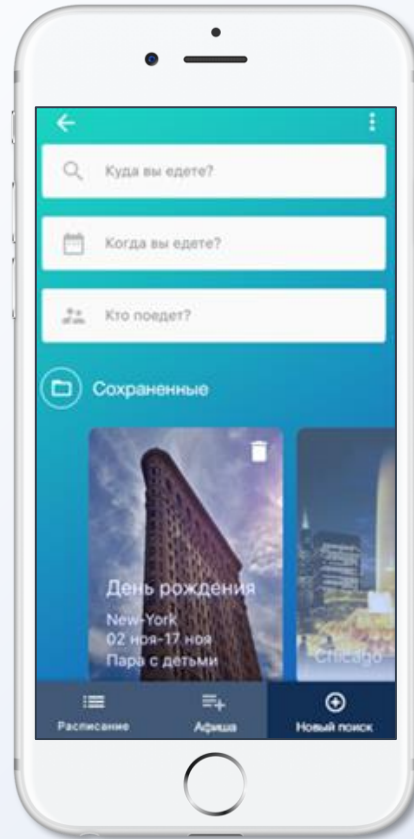 Куда вы едете?
Когда вы едете?
Кто поедет?
Сохраненные
День рождения
New-York
02 ноя-17 ноя
Пара с детьми
Chicago
Расписание
Афиша
Новый поиск